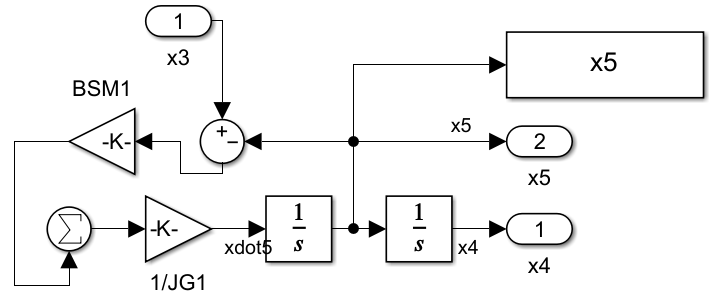 1
x3
x5
BSM1
-K-
+
−
x5
2
x5
Σ
-K-
1/JG1
xdot5
1
s
1
s
x4
1
x4